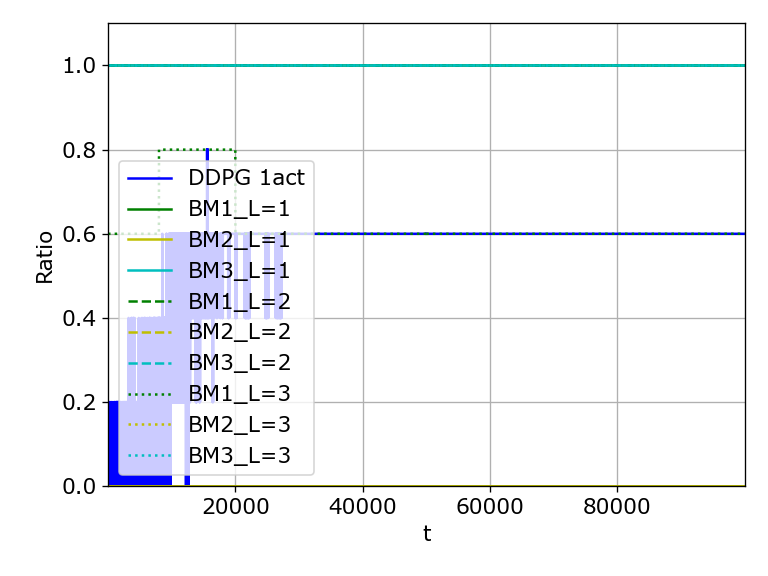 1.0
0.8
0.6
0.4
0.2
0.0
Ratio
DDPG 1act
BM1_L=1
BM2_L=1
BM3_L=1
BM1_L=2
BM2_L=2
BM3_L=2
BM1_L=3
BM2_L=3
BM3_L=3
20000 40000 60000 80000
t